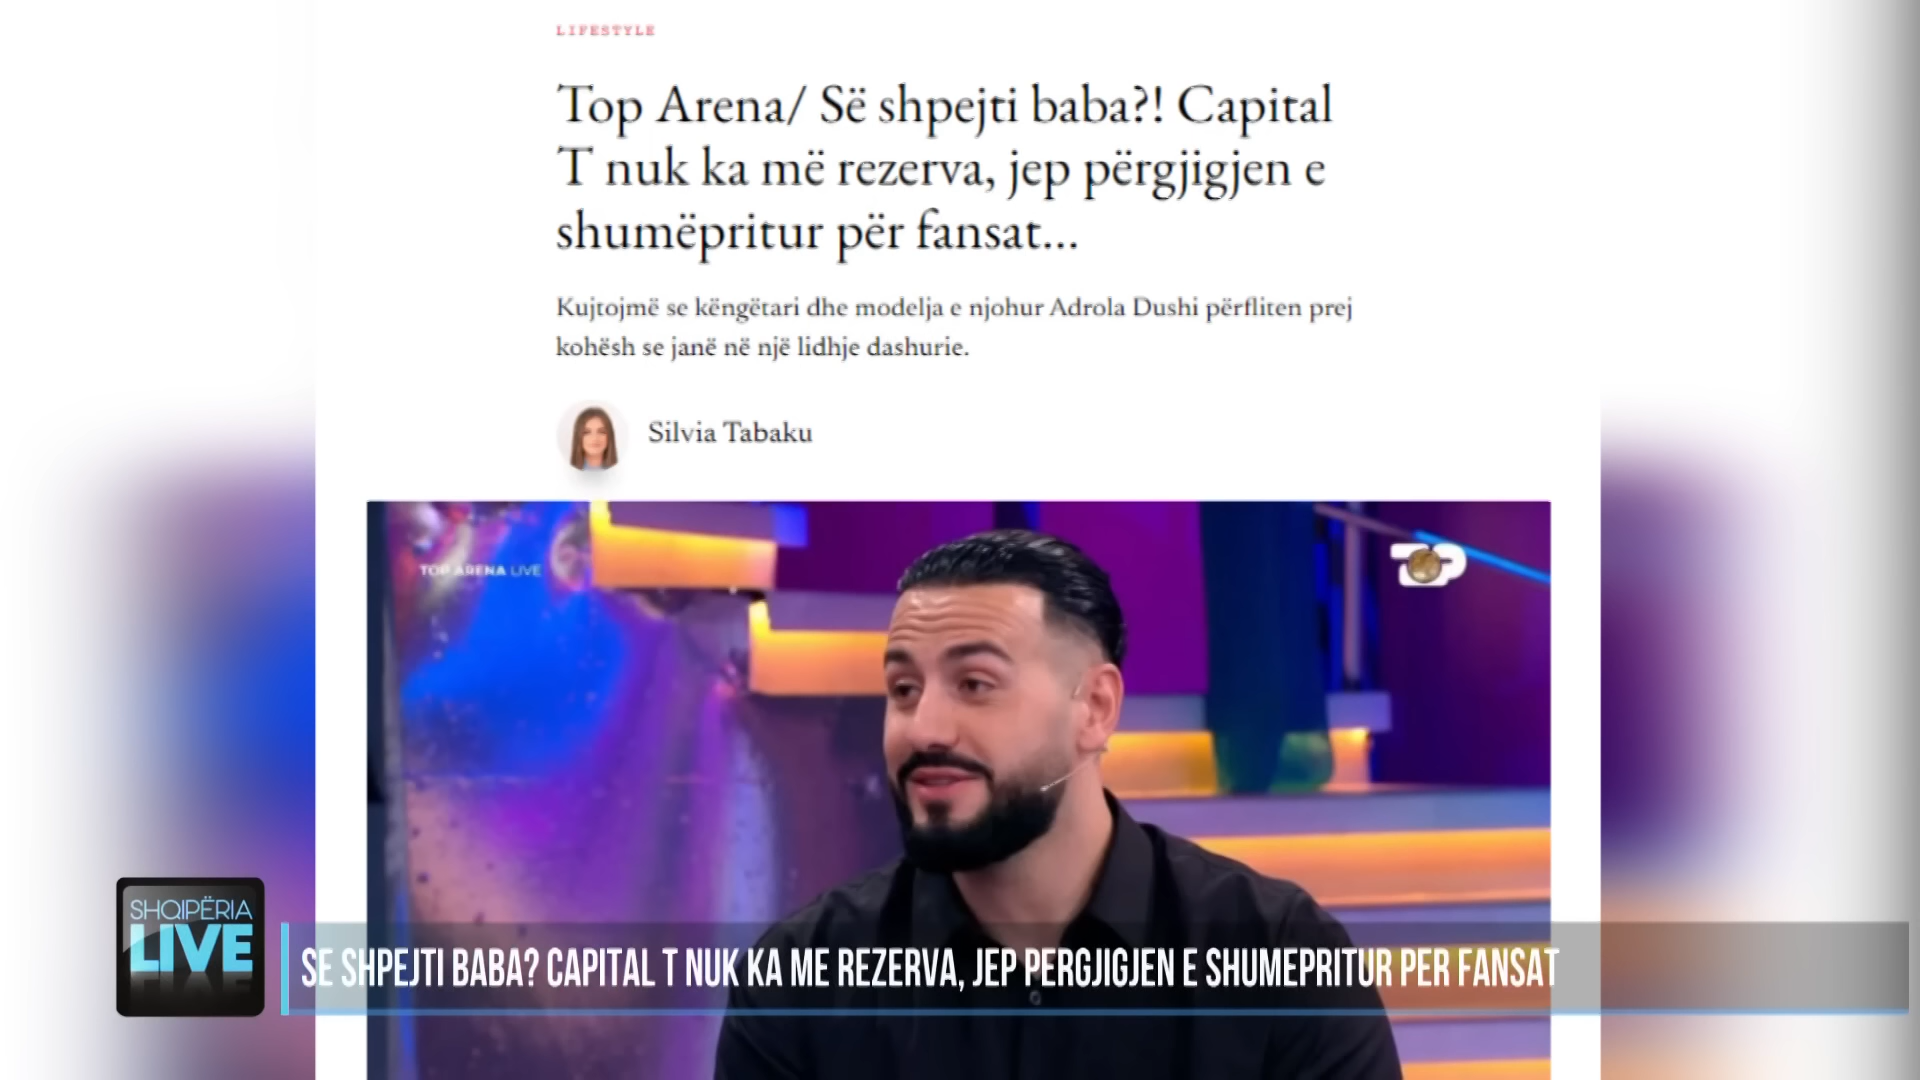 LIFESTYLE
Top Arena/ Së shpejti baba?! Capital
T nuk ka më rezerva, jep përgjigjen e
shumëpritur për fansat...
Kujtojmë se këngëtari dhe modelja e njohur Adrola Dushi përfliten prej
kohësh se janë në një lidhje dashurie.
Silvia Tabaku
TOP ARENA LIVE
SHQIPËRIA
LIVE
SE SHPEJTI BABA? CAPITAL T NUK KA ME REZERVA, JEP PERGJIGJEN E SHUMEPRITUR PER FANSAT